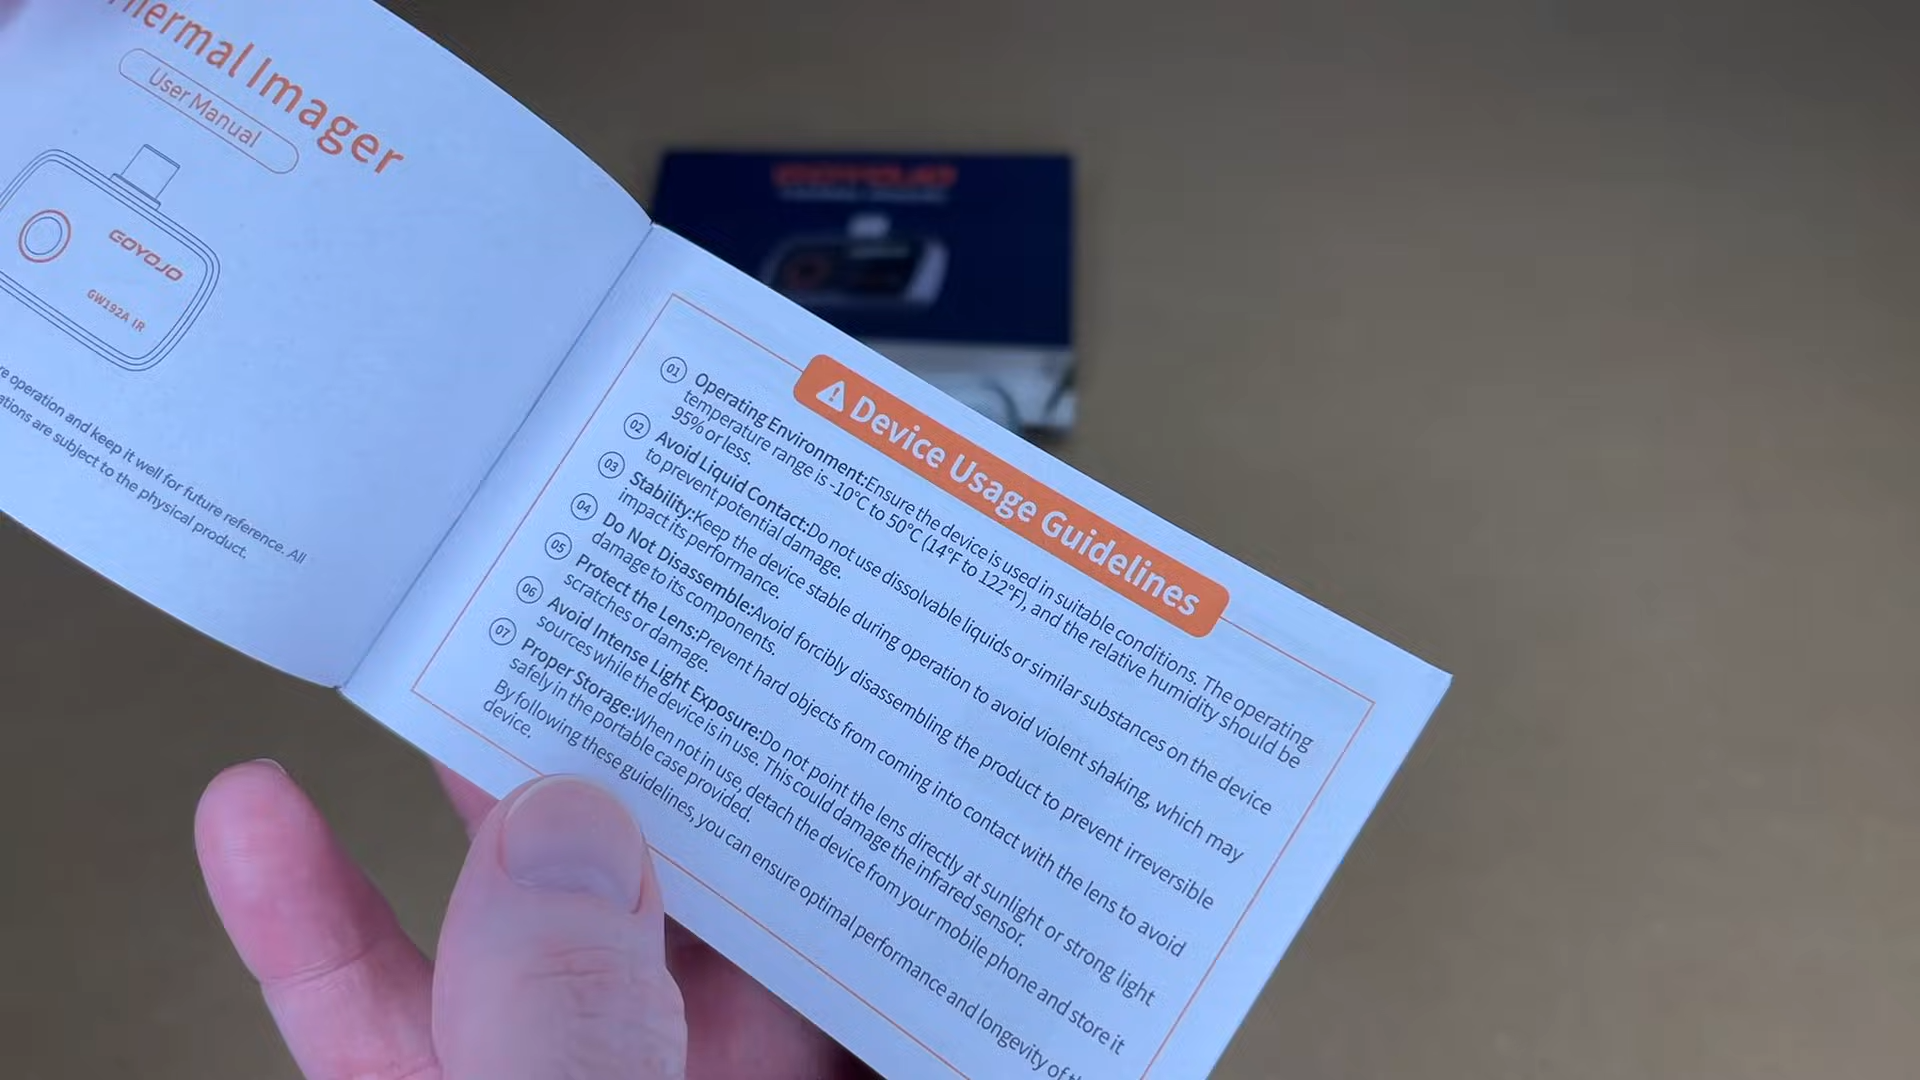 Thermal Imager
User Manual
GOYOJO
GW192A IR
operation and keep it well for future reference. All
are subject to the physical product.
Device Usage Guidelines
01 Operating Environment:Ensure the device is used in suitable conditions. The operating
temperature range is -10°C to 50°C (14°F to 122°F), and the relative humidity should be
95% or less.
02 Avoid Liquid Contact:Do not use dissolvable liquids or similar substances on the device
to prevent potential damage.
03 Stability:Keep the device stable during operation to avoid violent shaking, which may
impact its performance.
04 Do Not Disassemble:Avoid forcibly disassembling the product to prevent irreversible
damage to its components.
05 Protect the Lens:Prevent hard objects from coming into contact with the lens to avoid
scratches or damage.
06 Avoid Intense Light Exposure:Do not point the lens directly at sunlight or strong light
sources while the device is in use. This could damage the infrared sensor.
07 Proper Storage:When not in use, detach the device from your mobile phone and store it
safely in the portable case provided.
By following these guidelines, you can ensure optimal performance and longevity of
device.